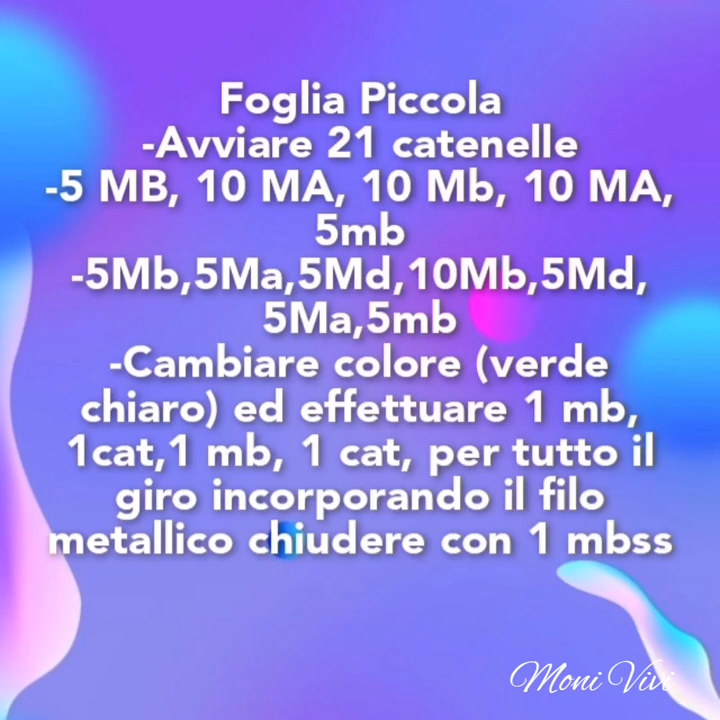 Foglia Piccola
-Avviare 21 catenelle
-5 MB, 10 MA, 10 Mb, 10 MA,
5mb
-5Mb,5Ma,5Md,10Mb,5Md,
5Ma,5mb
-Cambiare colore (verde
chiaro) ed effettuare 1 mb,
1cat,1 mb, 1 cat, per tutto il
giro incorporando il filo
metallico chiudere con 1 mbss
Moni Vivi